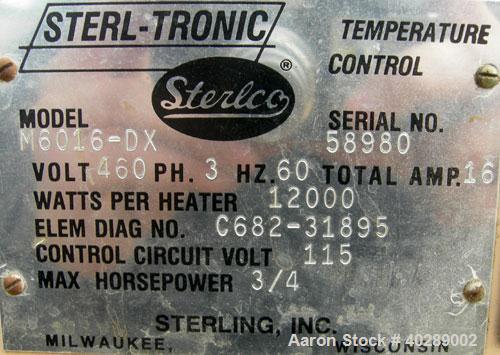 STERL-TRONIC
TEMPERATURE
CONTROL
Sterlco ®
MODEL
SERIAL NO.
M6016-DX
58980
VOLT 460 PH. 3 HZ. 60 TOTAL AMP. 16
WATTS PER HEATER 12000
ELEM DIAG NO. C682-31895
CONTROL CIRCUIT VOLT 115
MAX HORSEPOWER 3/4
STERLING, INC.
MILWAUKEE, WISCONSIN
Aaron Stock # 40289002